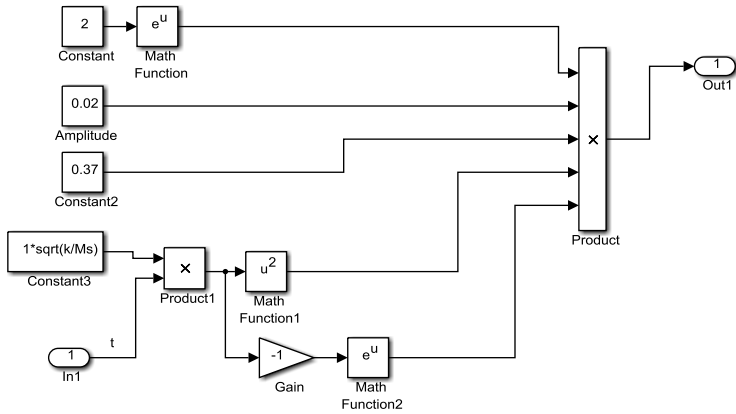 2
e^u
Constant
Math
Function
1
Out1
0.02
Amplitude
0.37
Constant2
×
Product
1*sqrt(k/Ms)
Constant3
×
Product1
u^2
Math
Function1
t
1
In1
-1
Gain
e^u
Math
Function2